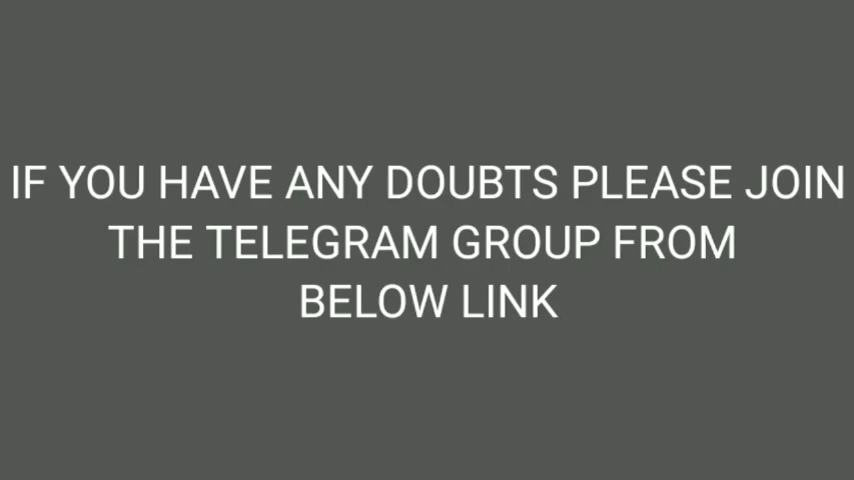 IF YOU HAVE ANY DOUBTS PLEASE JOIN
THE TELEGRAM GROUP FROM
BELOW LINK